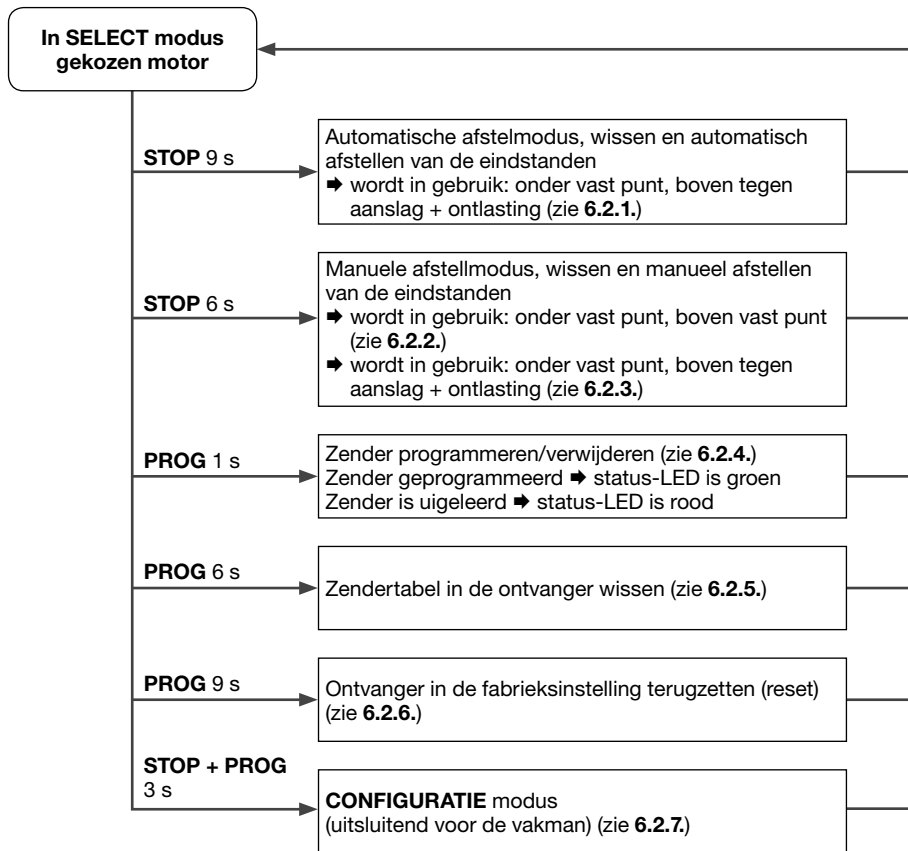 In SELECT modus
gekozen motor
STOP 9 s
Automatische afstelmodus, wissen en automatisch
afstellen van de eindstanden
➡ wordt in gebruik: onder vast punt, boven tegen
aanslag + ontlasting (zie 6.2.1.)
STOP 6 s
Manuele afstellmodus, wissen en manueel afstellen
van de eindstanden
➡ wordt in gebruik: onder vast punt, boven vast punt
(zie 6.2.2.)
➡ wordt in gebruik: onder vast punt, boven tegen
aanslag + ontlasting (zie 6.2.3.)
PROG 1 s
Zender programmeren/verwijderen (zie 6.2.4.)
Zender geprogrammeerd ➡ status-LED is groen
Zender is uigeleerd ➡ status-LED is rood
PROG 6 s
Zendertabel in de ontvanger wissen (zie 6.2.5.)
PROG 9 s
Ontvanger in de fabrieksinstelling terugzetten (reset)
(zie 6.2.6.)
STOP + PROG
3 s
CONFIGURATIE modus
(uitsluitend voor de vakman) (zie 6.2.7.)